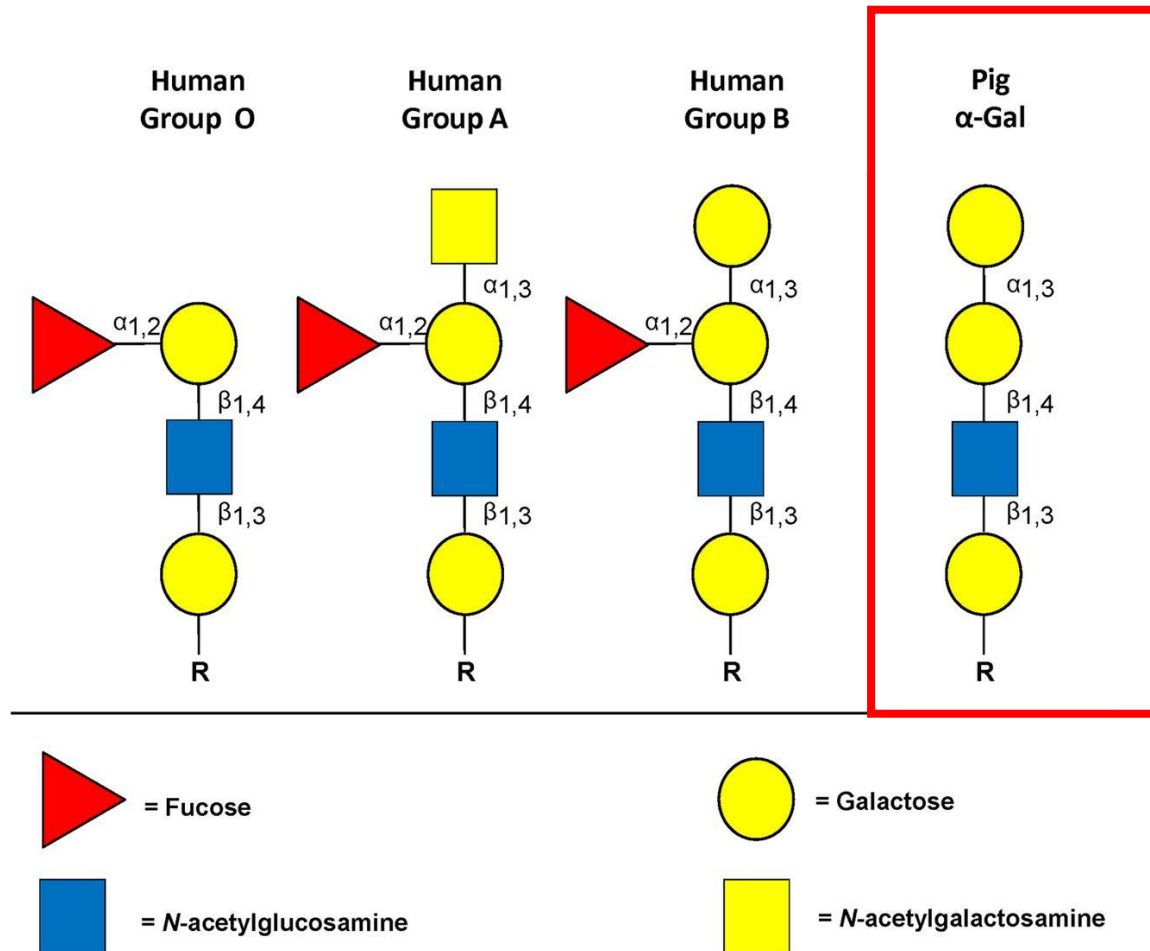 Human
Group O
Human
Group A
Human
Group B
Pig
α-Gal
α1,3
α1,3
α1,3
α1,2
α1,2
α1,2
β1,4
β1,4
β1,4
β1,4
β1,3
β1,3
β1,3
β1,3
R
R
R
R
= Fucose
= Galactose
= N-acetylglucosamine
= N-acetylgalactosamine